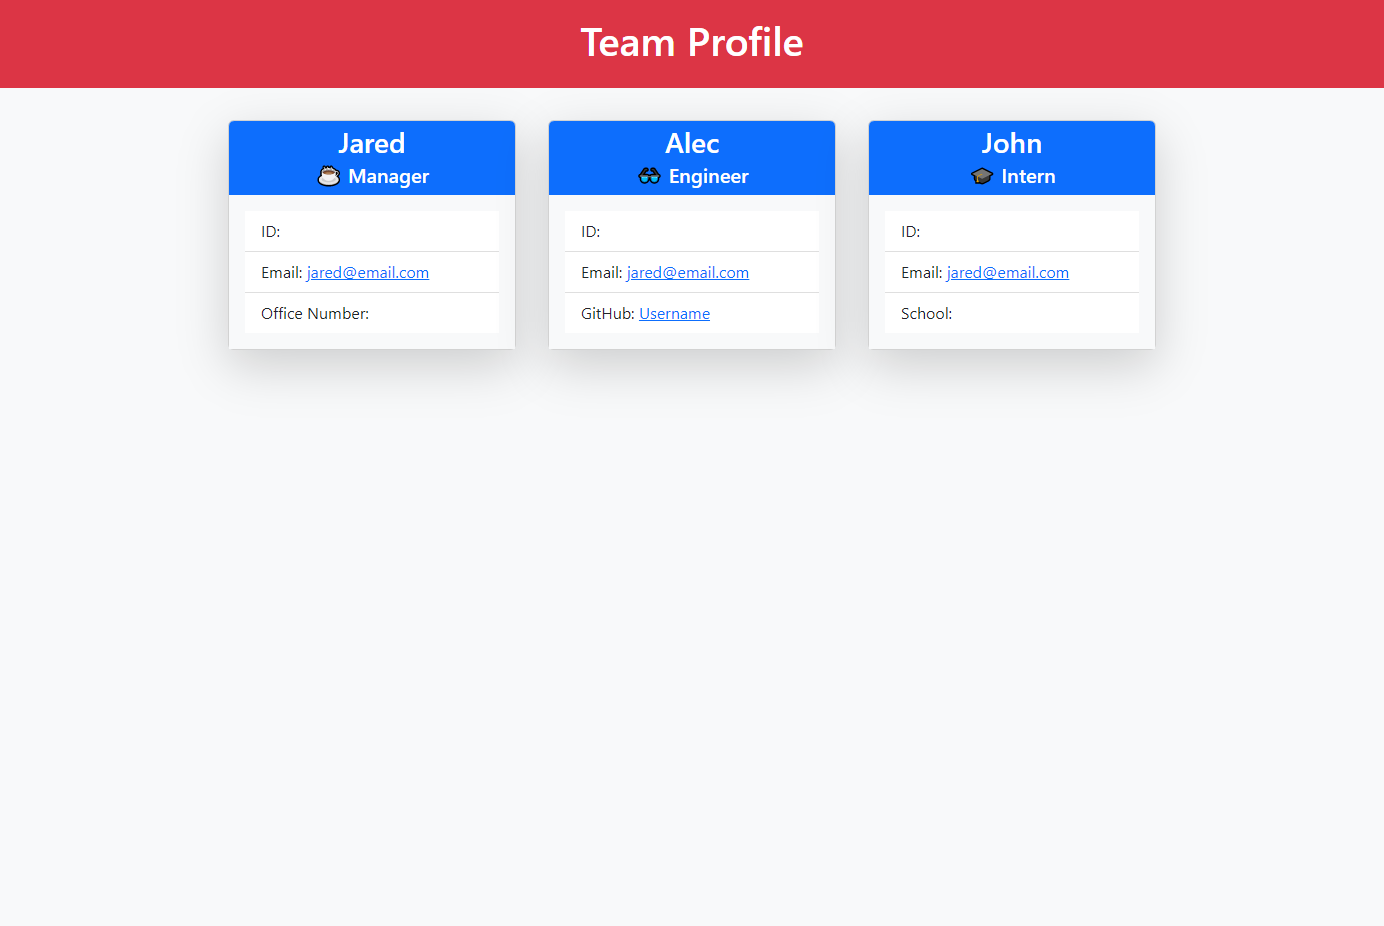 Team Profile
Jared
☕ Manager
ID:
Email: jared@email.com
Office Number:
Alec
👓 Engineer
ID:
Email: jared@email.com
GitHub: Username
John
🎓 Intern
ID:
Email: jared@email.com
School: